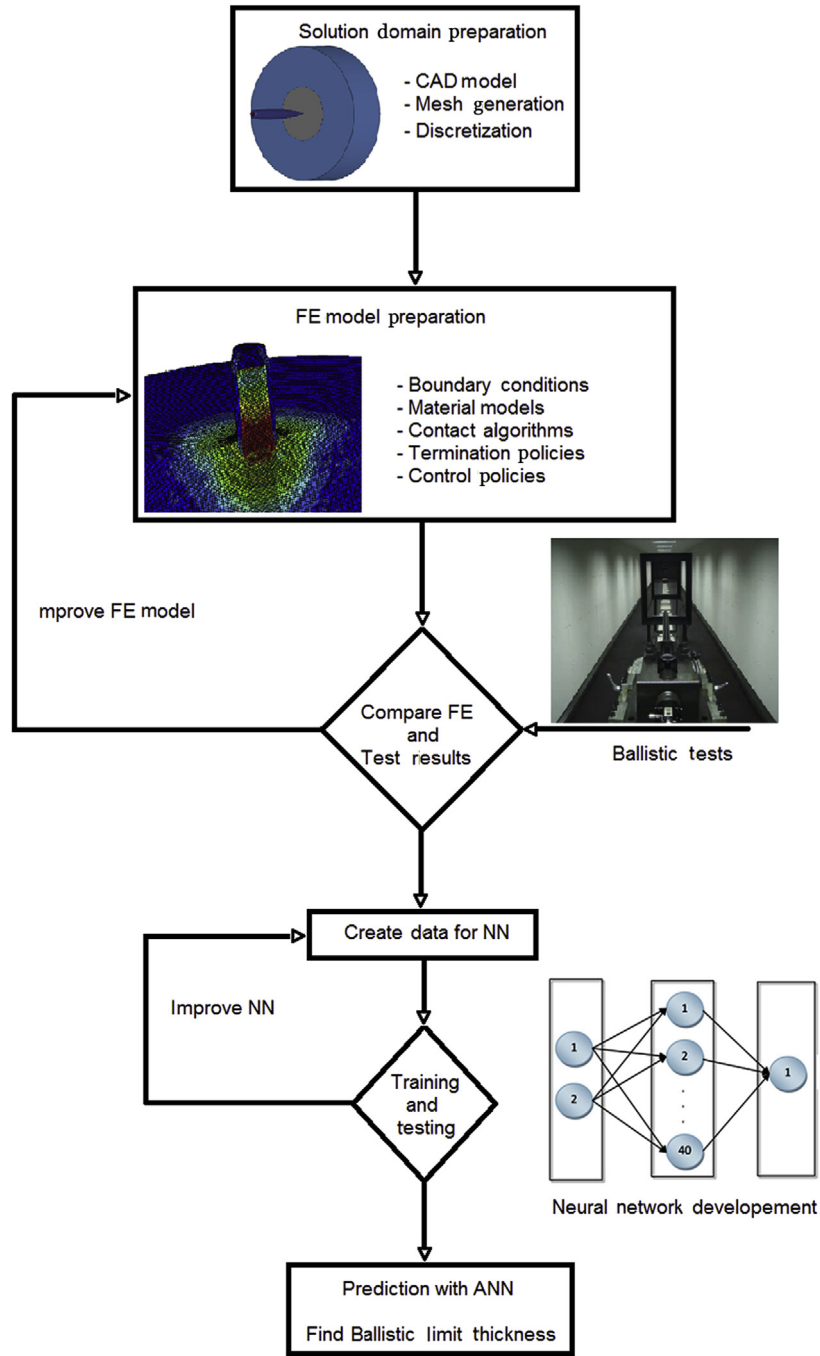 Solution domain preparation
- CAD model
- Mesh generation
- Discretization
FE model preparation
- Boundary conditions
- Material models
- Contact algorithms
- Termination policies
- Control policies
mprove FE model
Compare FE
and
Test results
Ballistic tests
Create data for NN
Improve NN
Training
and
testing
1
2
1
2
40
1
Neural network developement
Prediction with ANN
Find Ballistic limit thickness